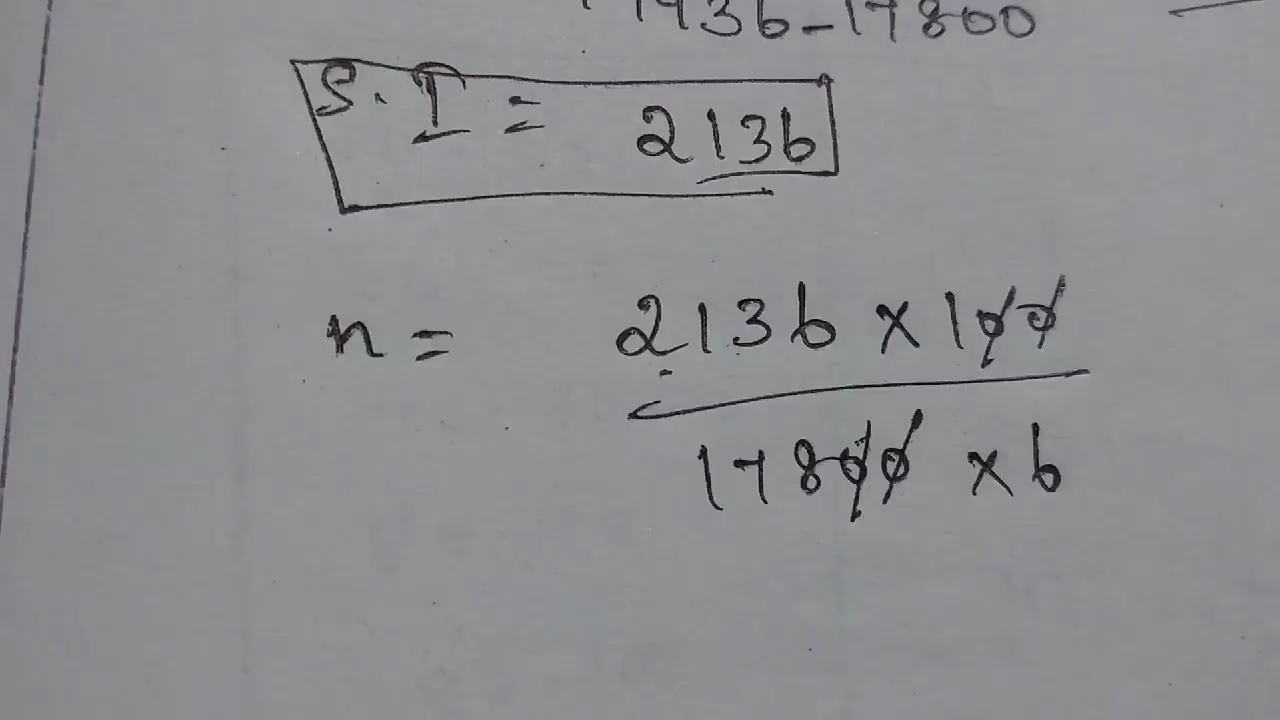 19936-17800
S.I = 2136
n = 2136 × 100
17800 × 6